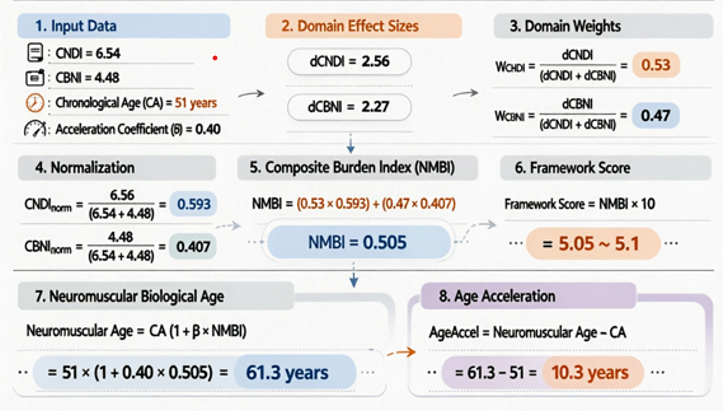 1. Input Data
: CNDI = 6.54
: CBNI = 4.48
: Chronological Age (CA) = 51 years
: Acceleration Coefficient (β) = 0.40
2. Domain Effect Sizes
dCNDI = 2.56
dCBNI = 2.27
3. Domain Weights
WCHDI = dCNDI / (dCNDI + dCBNI) = 0.53
WCBNI = dCBNI / (dCNDI + dCBNI) = 0.47
4. Normalization
CNDInorm = 6.56 / (6.54 + 4.48) = 0.593
CBNInorm = 4.48 / (6.54 + 4.48) = 0.407
5. Composite Burden Index (NMBI)
NMBI = (0.53 × 0.593) + (0.47 × 0.407)
NMBI = 0.505
6. Framework Score
Framework Score = NMBI × 10
··· = 5.05 ~ 5.1 ···
7. Neuromuscular Biological Age
Neuromuscular Age = CA (1 + β × NMBI)
·· = 51 × (1 + 0.40 × 0.505) = 61.3 years ···
8. Age Acceleration
AgeAccel = Neuromuscular Age – CA
·· = 61.3 – 51 = 10.3 years ···